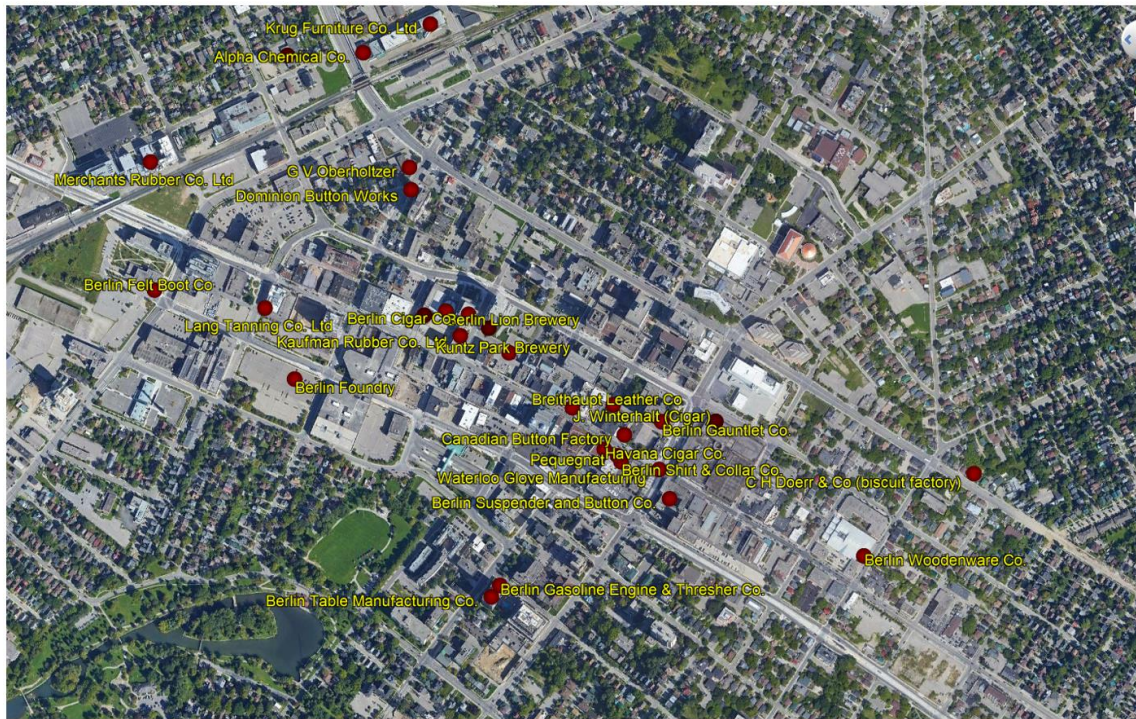 Krug Furniture Co. Ltd
Alpha Chemical Co.
G V Oberholtzer
Merchants Rubber Co. Ltd
Dominion Button Works
Berlin Felt Boot Co.
Lang Tanning Co. Ltd.
Berlin Cigar Co.
Berlin Lion Brewery
Kaufman Rubber Co. Ltd.
Kuntz Park Brewery
Berlin Foundry
Breithaupt Leather Co.
J. Winterhalt (Cigar)
Berlin Gauntlet Co.
Canadian Button Factory
Havana Cigar Co.
Pequegnat
Berlin Shirt & Collar Co.
Waterloo Glove Manufacturing
C H Doerr & Co (biscuit factory)
Berlin Suspender and Button Co.
Berlin Woodenware Co.
Berlin Gasoline Engine & Thresher Co.
Berlin Table Manufacturing Co.